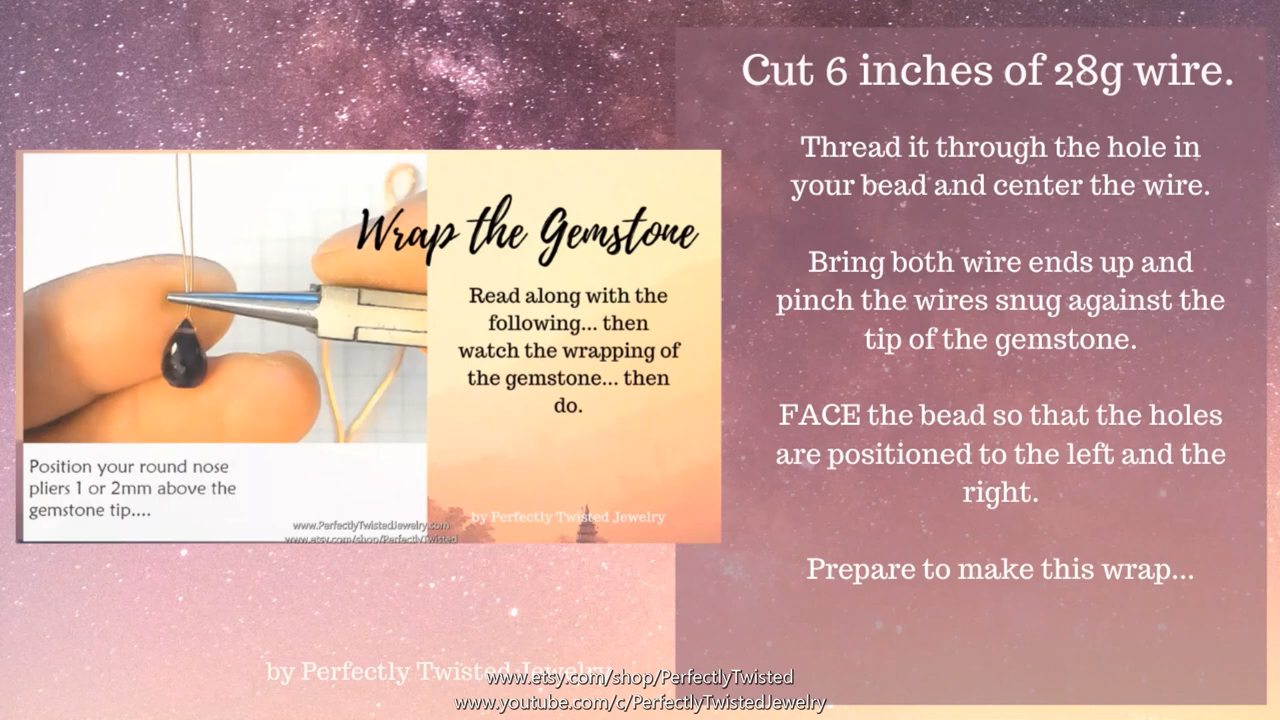 Cut 6 inches of 28g wire.
Thread it through the hole in
your bead and center the wire.
Bring both wire ends up and
pinch the wires snug against the
tip of the gemstone.
FACE the bead so that the holes
are positioned to the left and the
right.
Prepare to make this wrap...
Wrap the Gemstone
Read along with the
following... then
watch the wrapping of
the gemstone... then
do.
by Perfectly Twisted Jewelry
Position your round nose
pliers 1 or 2mm above the
gemstone tip....
www.PerfectlyTwistedJewelry.com
www.etsy.com/shop/PerfectlyTwisted
by Perfectly Twisted Jewelry
www.etsy.com/shop/PerfectlyTwisted
www.youtube.com/c/PerfectlyTwistedJewelry